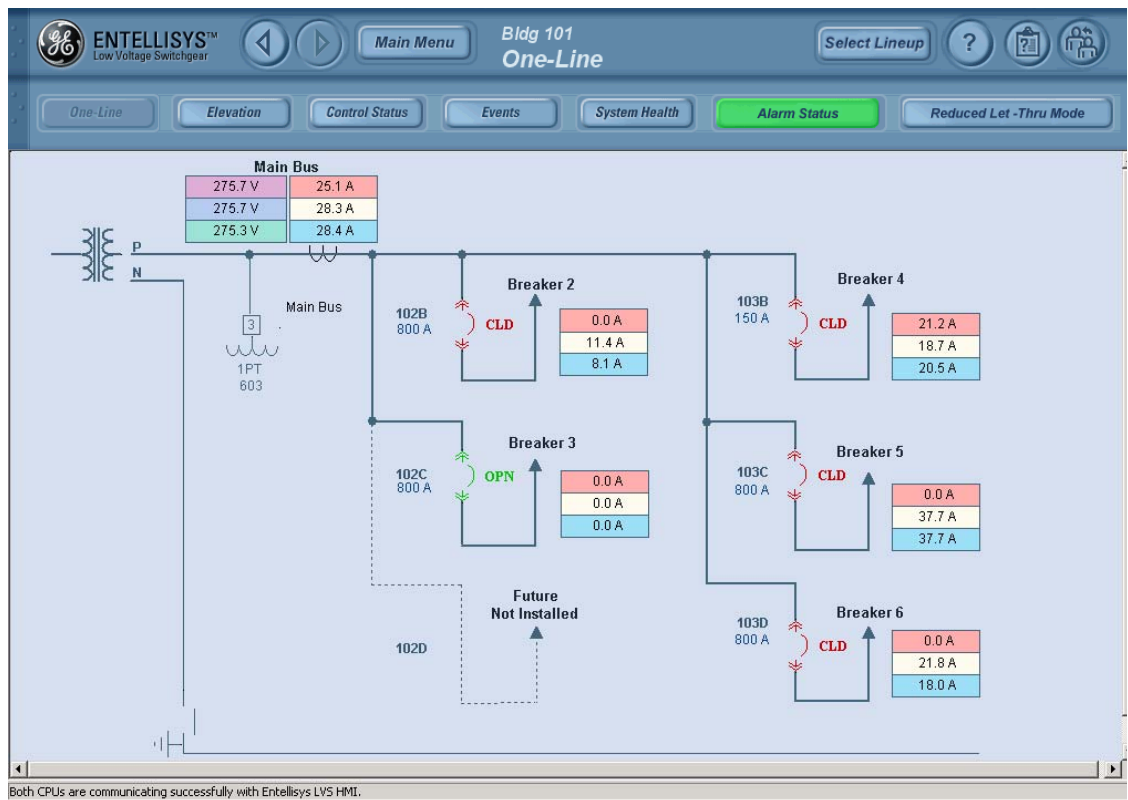 GE
ENTELLISYS™
Low Voltage Switchgear
Main Menu
Bldg 101
One-Line
Select Lineup
?
?
One-Line
Elevation
Control Status
Events
System Health
Alarm Status
Reduced Let -Thru Mode
Main Bus
275.7 V 25.1 A
275.7 V 28.3 A
275.3 V 28.4 A
P
N
Main Bus
3
1PT
603
Breaker 2
102B
800 A
CLD
0.0 A
11.4 A
8.1 A
Breaker 4
103B
150 A
CLD
21.2 A
18.7 A
20.5 A
Breaker 3
102C
800 A
OPN
0.0 A
0.0 A
0.0 A
Breaker 5
103C
800 A
CLD
0.0 A
37.7 A
37.7 A
Future
Not Installed
102D
Breaker 6
103D
800 A
CLD
0.0 A
21.8 A
18.0 A
Both CPUs are communicating successfully with Entellisys LVS HMI.